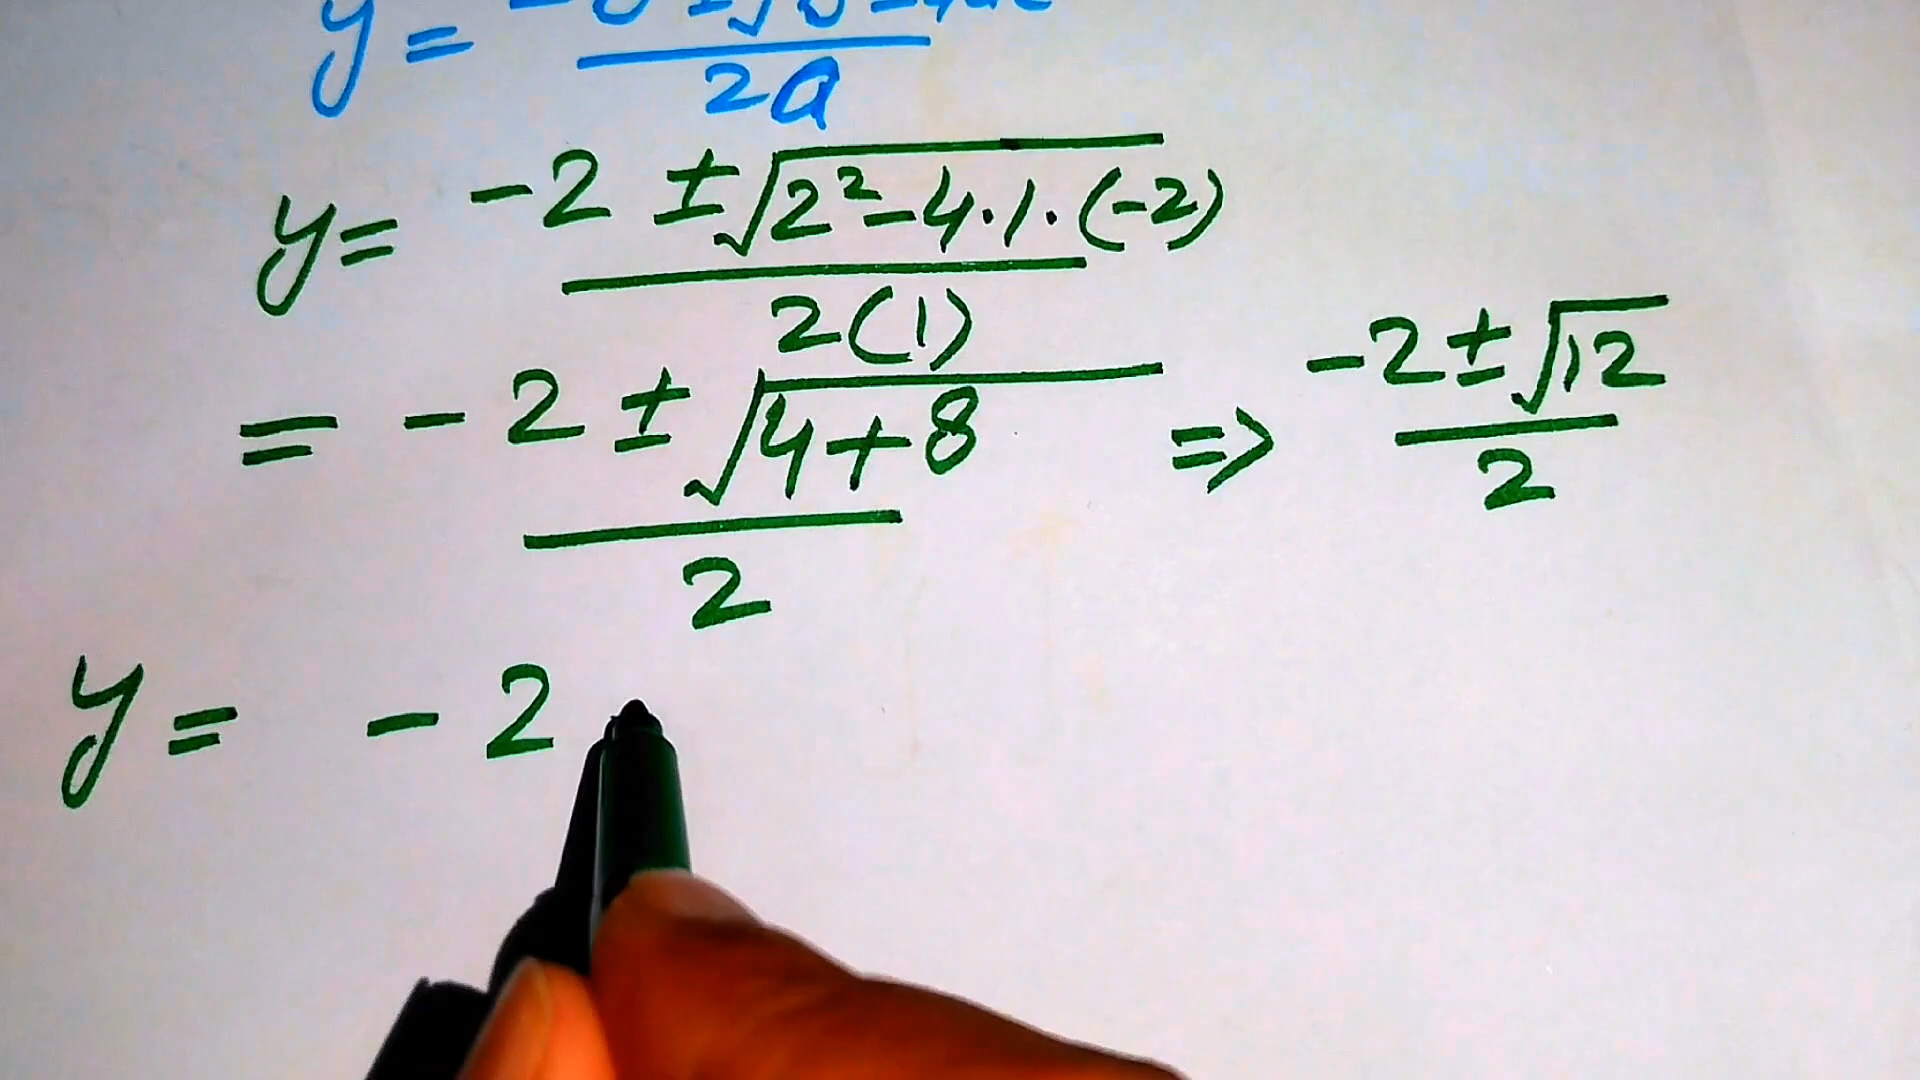 y =
2a
y = -2 ± √2² - 4·1·(-2)
2(1)
= -2 ± √4+8 ⇒ -2 ± √12
2 2
y = -2